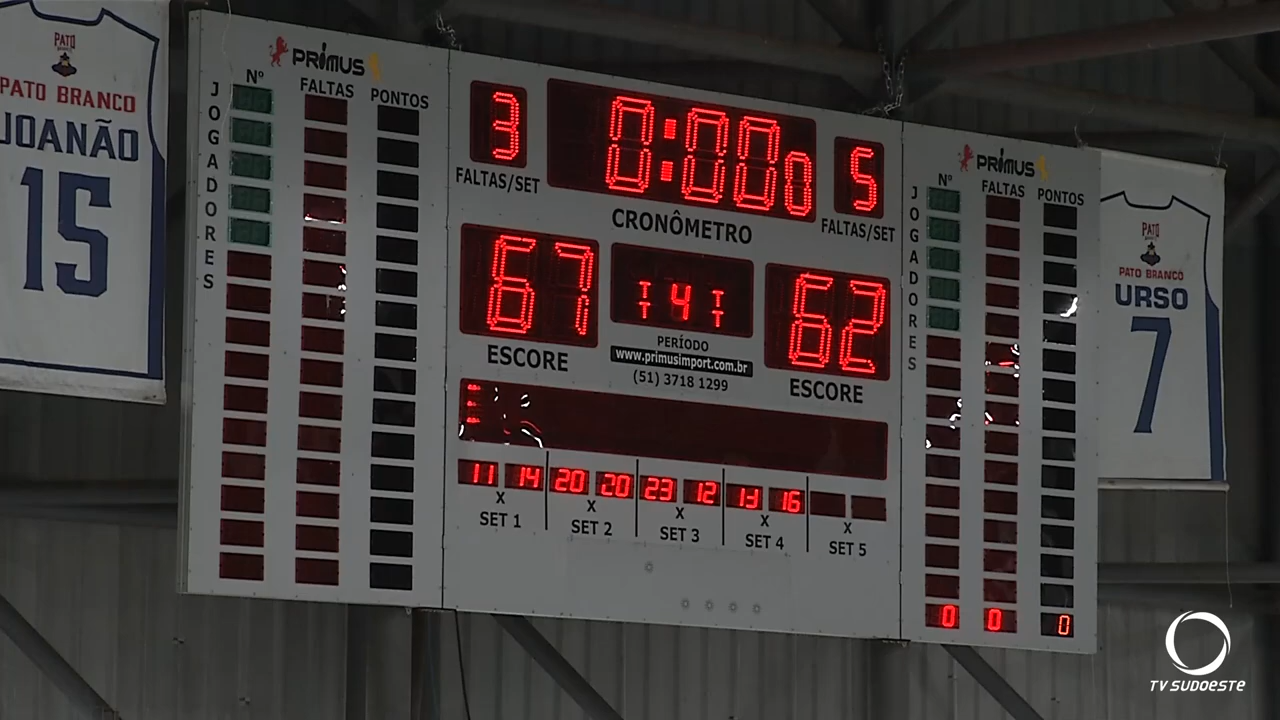 PATO
BRANCO
PATO BRANCO
JOANÃO
15
PRIMUS
JOGADORES
Nº
FALTAS
PONTOS
3
FALTAS/SET
0:000
CRONÔMETRO
5
FALTAS/SET
67
ESCORE
T T 4 T T
PERÍODO
www.primusimport.com.br
(51) 3718 1299
62
ESCORE
11 14 20 20 23 12 13 16
X X X X X
SET 1 SET 2 SET 3 SET 4 SET 5
PRIMUS
JOGADORES
Nº
FALTAS
PONTOS
0 0 0
PATO
PATO BRANCO
URSO
7
TV SUDOESTE